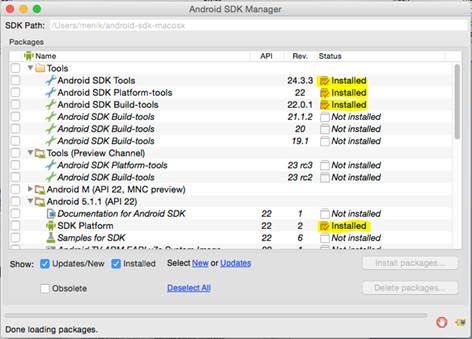 Android SDK Manager
SDK Path: /Users/menik/android-sdk-macosx
Packages
Name API Rev. Status
Tools
Android SDK Tools 24.3.3 Installed
Android SDK Platform-tools 22 Installed
Android SDK Build-tools 22.0.1 Installed
Android SDK Build-tools 21.1.2 Not installed
Android SDK Build-tools 20 Not installed
Android SDK Build-tools 19.1 Not installed
Tools (Preview Channel)
Android SDK Platform-tools 23 rc3 Not installed
Android SDK Build-tools 23 rc2 Not installed
Android M (API 22, MNC preview)
Android 5.1.1 (API 22)
Documentation for Android SDK 22 1 Not installed
SDK Platform 22 2 Installed
Samples for SDK 22 6 Not installed
Show: Updates/New Installed Select New or Updates Install packages...
Obsolete Deselect All Delete packages...
Done loading packages.